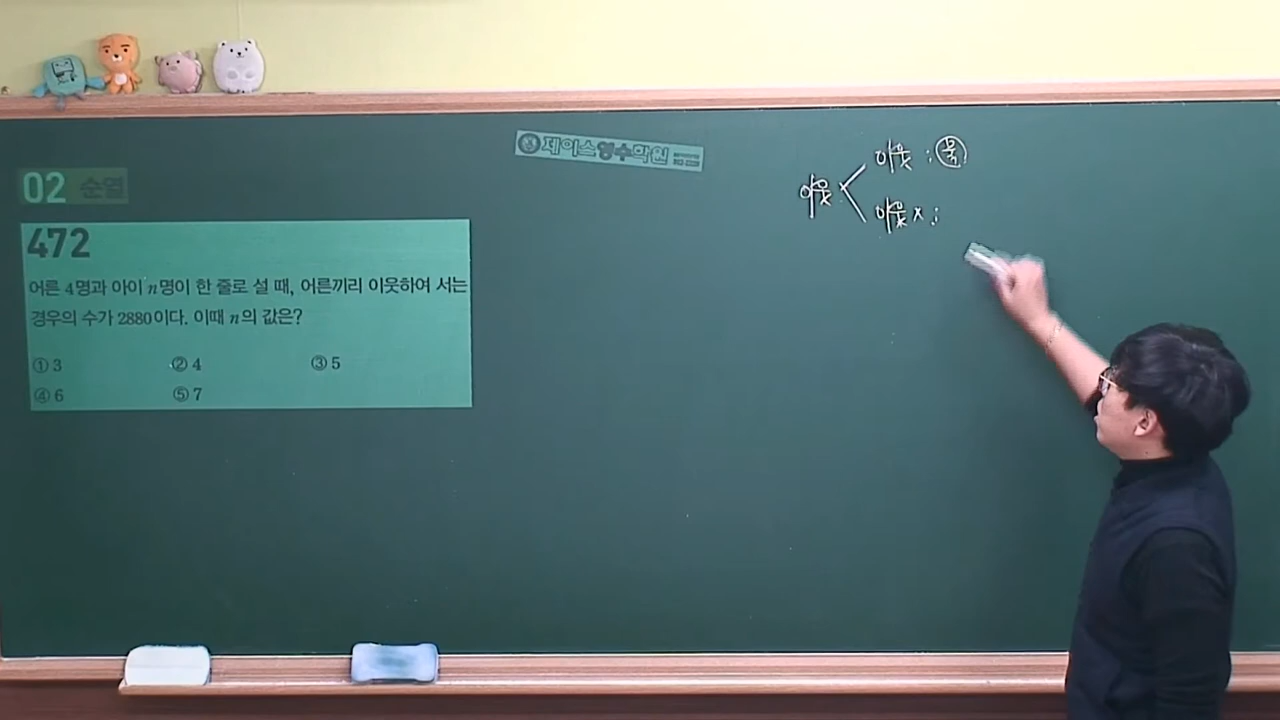 제이스영수학원
02 순열
472
어른 4명과 아이 n명이 한 줄로 설 때, 어른끼리 이웃하여 서는
경우의 수가 2880이다. 이때 n의 값은?
① 3 ② 4 ③ 5
④ 6 ⑤ 7
이웃 < 이웃 : 묶
이웃 × :